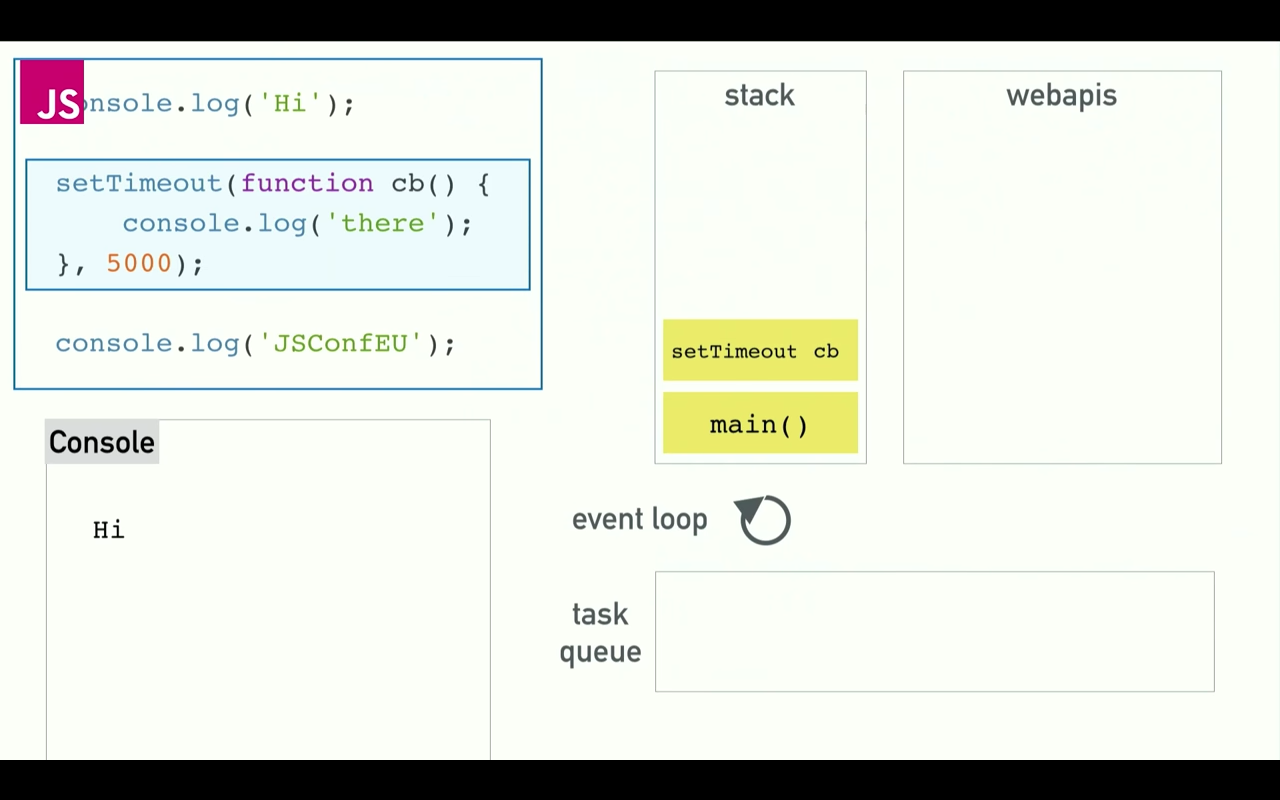 JS
onsole.log('Hi');
setTimeout(function cb() {
    console.log('there');
}, 5000);
console.log('JSConfEU');
Console
Hi
stack
setTimeout cb
main()
webapis
event loop
task
queue